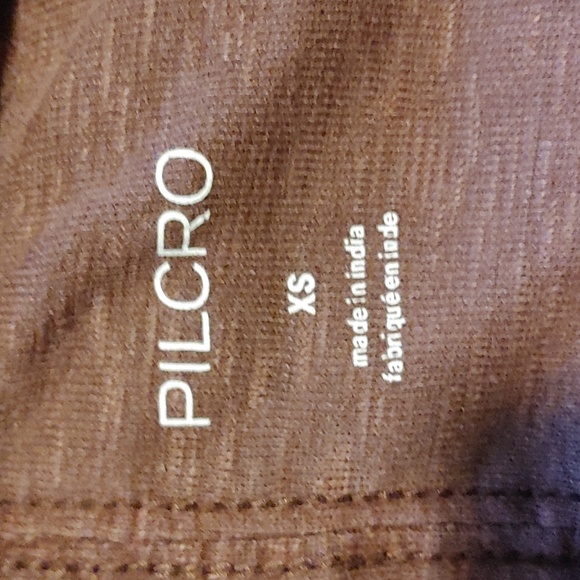 PILCRO
XS
made in india
fabriqué en inde